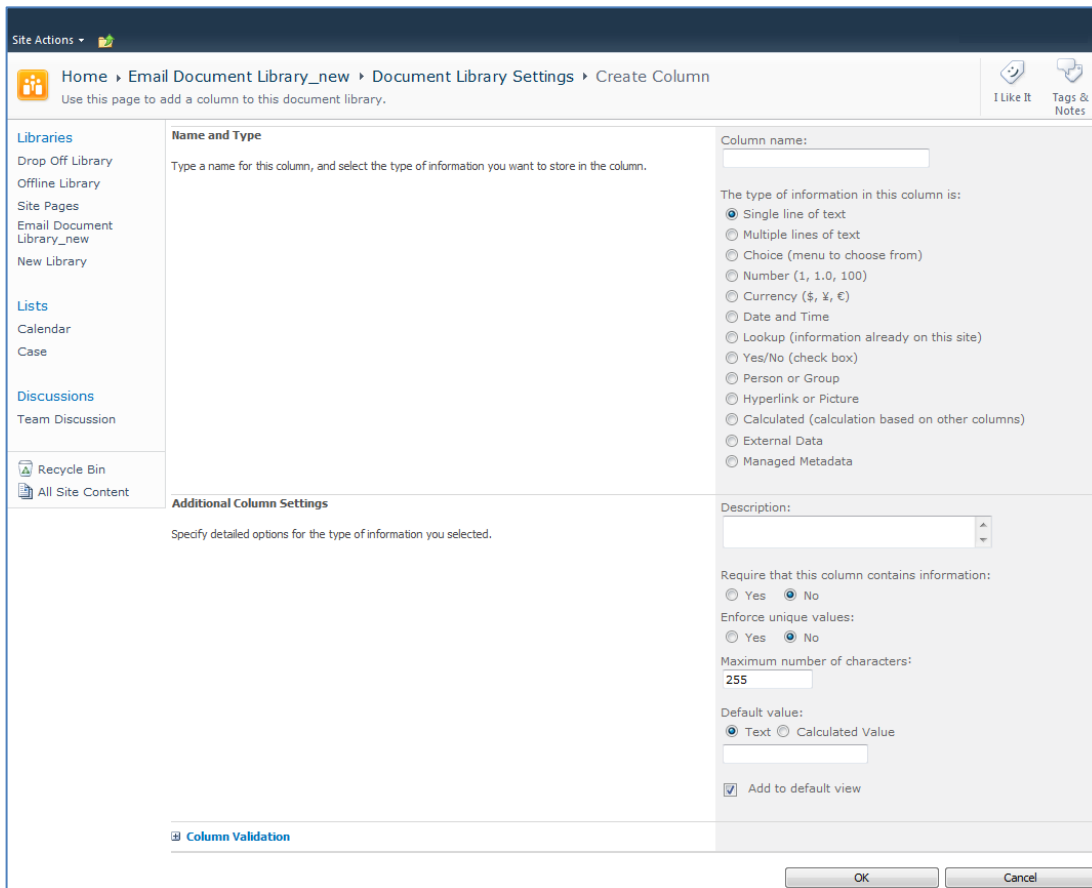 Site Actions
Home Email Document Library_new Document Library Settings Create Column
Use this page to add a column to this document library.
I Like It
Tags &
Notes
Libraries
Drop Off Library
Offline Library
Site Pages
Email Document
Library_new
New Library
Lists
Calendar
Case
Discussions
Team Discussion
Recycle Bin
All Site Content
Name and Type
Type a name for this column, and select the type of information you want to store in the column.
Column name:
The type of information in this column is:
Single line of text
Multiple lines of text
Choice (menu to choose from)
Number (1, 1.0, 100)
Currency ($, ¥, €)
Date and Time
Lookup (information already on this site)
Yes/No (check box)
Person or Group
Hyperlink or Picture
Calculated (calculation based on other columns)
External Data
Managed Metadata
Additional Column Settings
Specify detailed options for the type of information you selected.
Description:
Require that this column contains information:
Yes No
Enforce unique values:
Yes No
Maximum number of characters:
255
Default value:
Text Calculated Value
Add to default view
Column Validation
OK Cancel